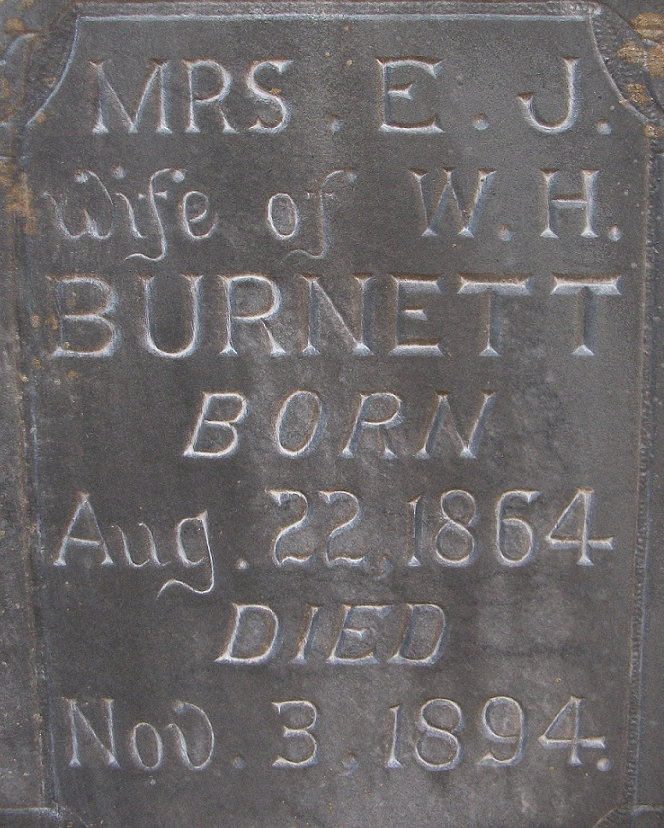 MRS. E. J.
Wife of W. H.
BURNETT
BORN
Aug. 22, 1864
DIED
Nov. 3, 1894.